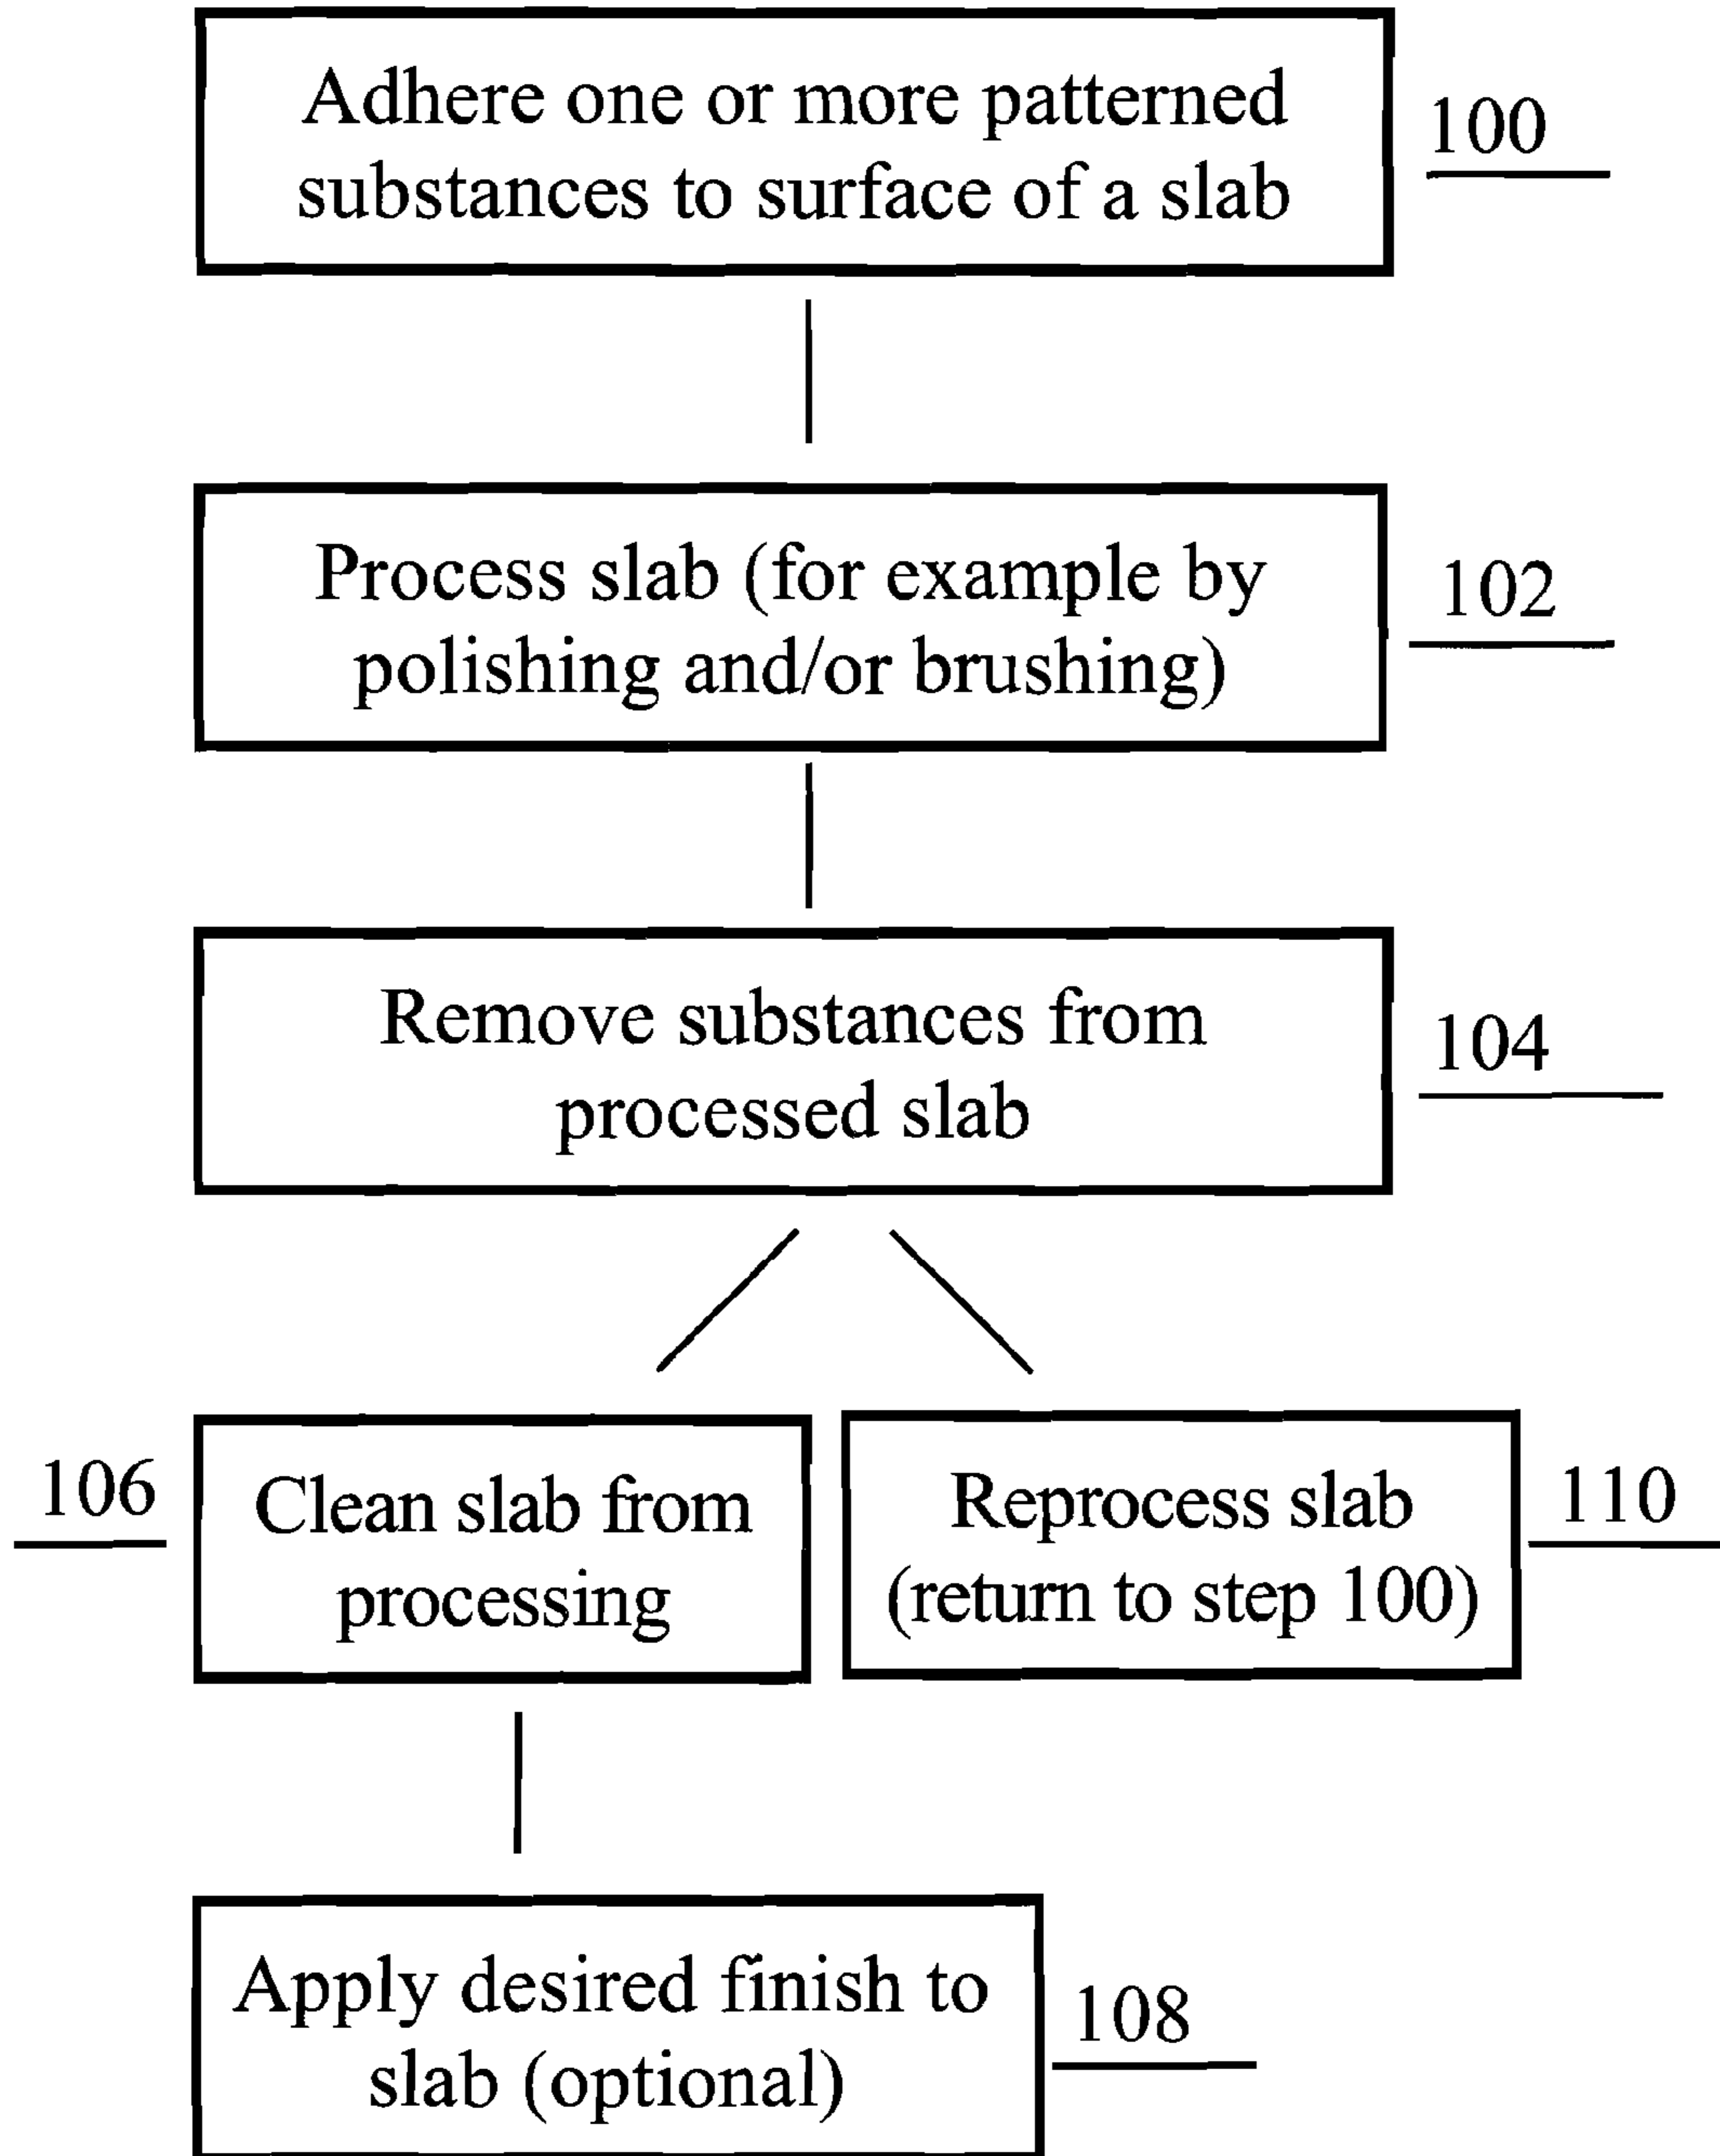 Adhere one or more patterned
substances to surface of a slab
100
Process slab (for example by
polishing and/or brushing)
102
Remove substances from
processed slab
104
106
Clean slab from
processing
Reprocess slab
(return to step 100)
110
Apply desired finish to
slab (optional)
108